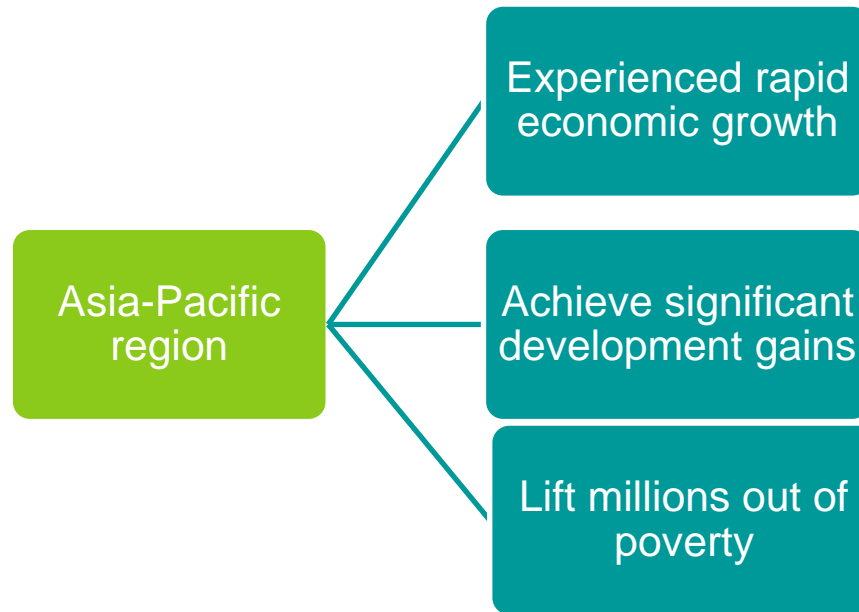 Experienced rapid
economic growth
Asia-Pacific
region
Achieve significant
development gains
Lift millions out of
poverty